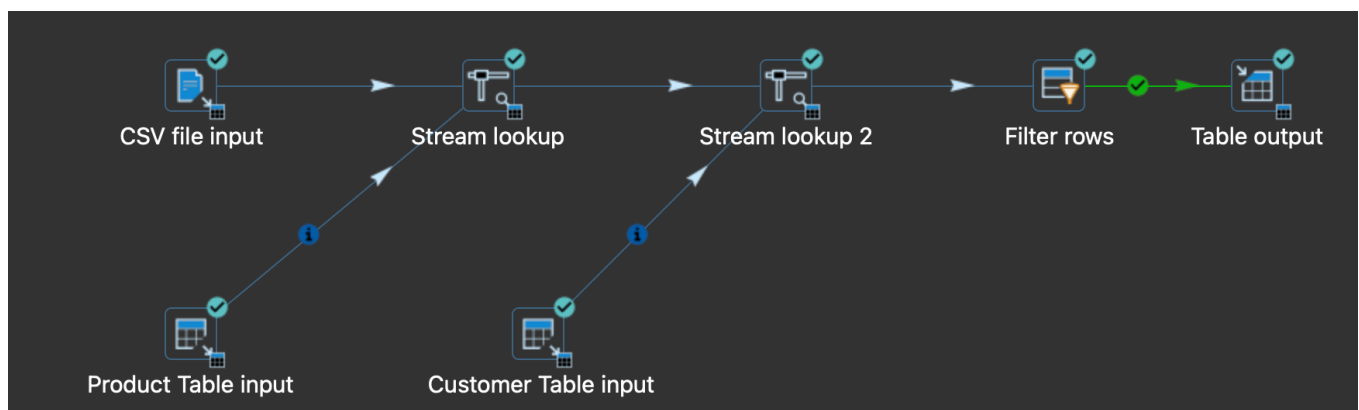 CSV file input
Stream lookup
Stream lookup 2
Filter rows
Table output
Product Table input
Customer Table input